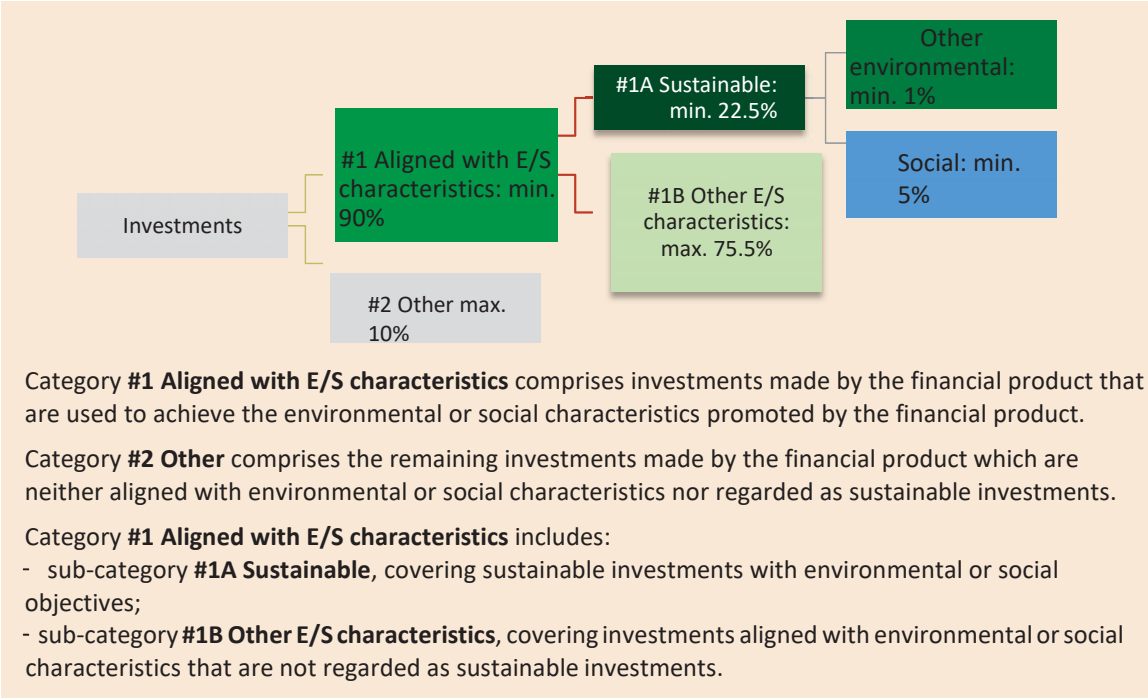 Investments
#1 Aligned with E/S
characteristics: min.
90%
#2 Other max.
10%
#1A Sustainable:
min. 22.5%
#1B Other E/S
characteristics:
max. 75.5%
Other
environmental:
min. 1%
Social: min.
5%
Category #1 Aligned with E/S characteristics comprises investments made by the financial product that
are used to achieve the environmental or social characteristics promoted by the financial product.
Category #2 Other comprises the remaining investments made by the financial product which are
neither aligned with environmental or social characteristics nor regarded as sustainable investments.
Category #1 Aligned with E/S characteristics includes:
- sub-category #1A Sustainable, covering sustainable investments with environmental or social
objectives;
- sub-category #1B Other E/S characteristics, covering investments aligned with environmental or social
characteristics that are not regarded as sustainable investments.